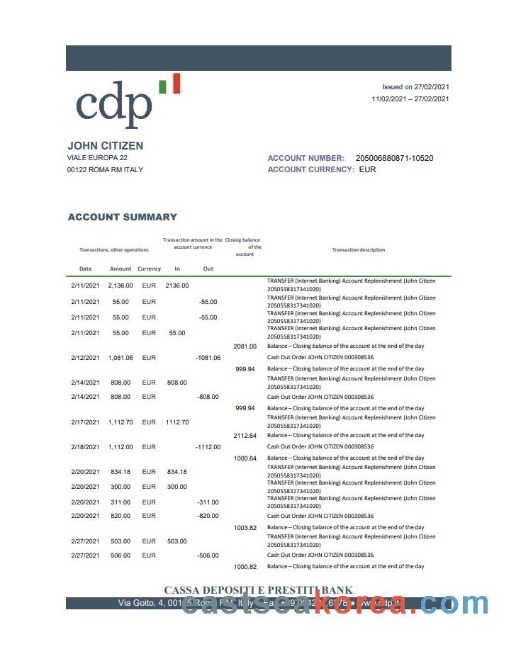 cdp
Issued on 27/02/2021
11/02/2021 – 27/02/2021
JOHN CITIZEN
VIALE EUROPA 22
00122 ROMA RM ITALY
ACCOUNT NUMBER: 205006880871-10520
ACCOUNT CURRENCY: EUR
ACCOUNT SUMMARY
Transactions, other operations
Transaction amount in the account currency
Closing balance of the account
Transaction description
Date Amount Currency In Out
2/11/2021 2,136.00 EUR 2136.00 TRANSFER (Internet Banking) Account Replenishment (John Citizen
2050558317341020)
2/11/2021 55.00 EUR -55.00 TRANSFER (Internet Banking) Account Replenishment (John Citizen
2050558317341020)
2/11/2021 55.00 EUR -55.00 TRANSFER (Internet Banking) Account Replenishment (John Citizen
2050558317341020)
2/11/2021 55.00 EUR 55.00 TRANSFER (Internet Banking) Account Replenishment (John Citizen
2050558317341020)
2081.00 Balance – Closing balance of the account at the end of the day
2/12/2021 1,081.06 EUR -1081.06 Cash Out Order JOHN CITIZEN 000308536
999.94 Balance – Closing balance of the account at the end of the day
2/14/2021 808.00 EUR 808.00 TRANSFER (Internet Banking) Account Replenishment (John Citizen
2050558317341020)
2/14/2021 808.00 EUR -808.00 Cash Out Order JOHN CITIZEN 000308536
999.94 Balance – Closing balance of the account at the end of the day
2/17/2021 1,112.70 EUR 1112.70 TRANSFER (Internet Banking) Account Replenishment (John Citizen
2050558317341020)
2112.64 Balance – Closing balance of the account at the end of the day
2/18/2021 1,112.00 EUR -1112.00 Cash Out Order JOHN CITIZEN 000308536
1000.64 Balance – Closing balance of the account at the end of the day
2/20/2021 834.18 EUR 834.18 TRANSFER (Internet Banking) Account Replenishment (John Citizen
2050558317341020)
2/20/2021 300.00 EUR 300.00 TRANSFER (Internet Banking) Account Replenishment (John Citizen
2050558317341020)
2/20/2021 311.00 EUR -311.00 TRANSFER (Internet Banking) Account Replenishment (John Citizen
2050558317341020)
2/20/2021 820.00 EUR -820.00 Cash Out Order JOHN CITIZEN 000308536
1003.82 Balance – Closing balance of the account at the end of the day
2/27/2021 503.00 EUR 503.00 TRANSFER (Internet Banking) Account Replenishment (John Citizen
2050558317341020)
2/27/2021 506.00 EUR -506.00 Cash Out Order JOHN CITIZEN 000308536
1000.82 Balance – Closing balance of the account at the end of the day
CASSA DEPOSITI E PRESTITI BANK
Via Goito, 4, Roma
eastseakorea.com